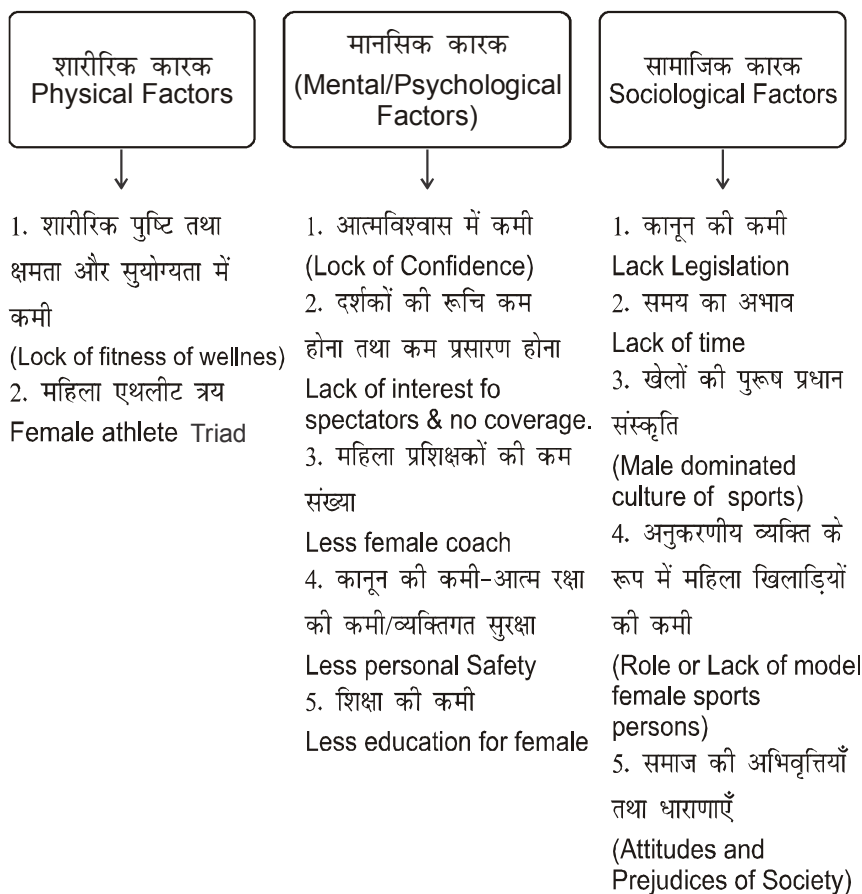 शारीरिक कारक
Physical Factors
1. शारीरिक पुष्टि तथा
क्षमता और सुयोग्यता में
कमी
(Lock of fitness of wellnes)
2. महिला एथलीट त्रय
Female athlete Triad
मानसिक कारक
(Mental/Psychological
Factors)
1. आत्मविश्वास में कमी
(Lock of Confidence)
2. दर्शकों की रूचि कम
होना तथा कम प्रसारण होना
Lack of interest fo
spectators & no coverage.
3. महिला प्रशिक्षकों की कम
संख्या
Less female coach
4. कानून की कमी-आत्म रक्षा
की कमी/व्यक्तिगत सुरक्षा
Less personal Safety
5. शिक्षा की कमी
Less education for female
सामाजिक कारक
Sociological Factors
1. कानून की कमी
Lack Legislation
2. समय का अभाव
Lack of time
3. खेलों की पुरूष प्रधान
संस्कृति
(Male dominated
culture of sports)
4. अनुकरणीय व्यक्ति के
रूप में महिला खिलाड़ियों
की कमी
(Role or Lack of model
female sports
persons)
5. समाज की अभिवृत्तियाँ
तथा धाराणाएँ
(Attitudes and
Prejudices of Society)